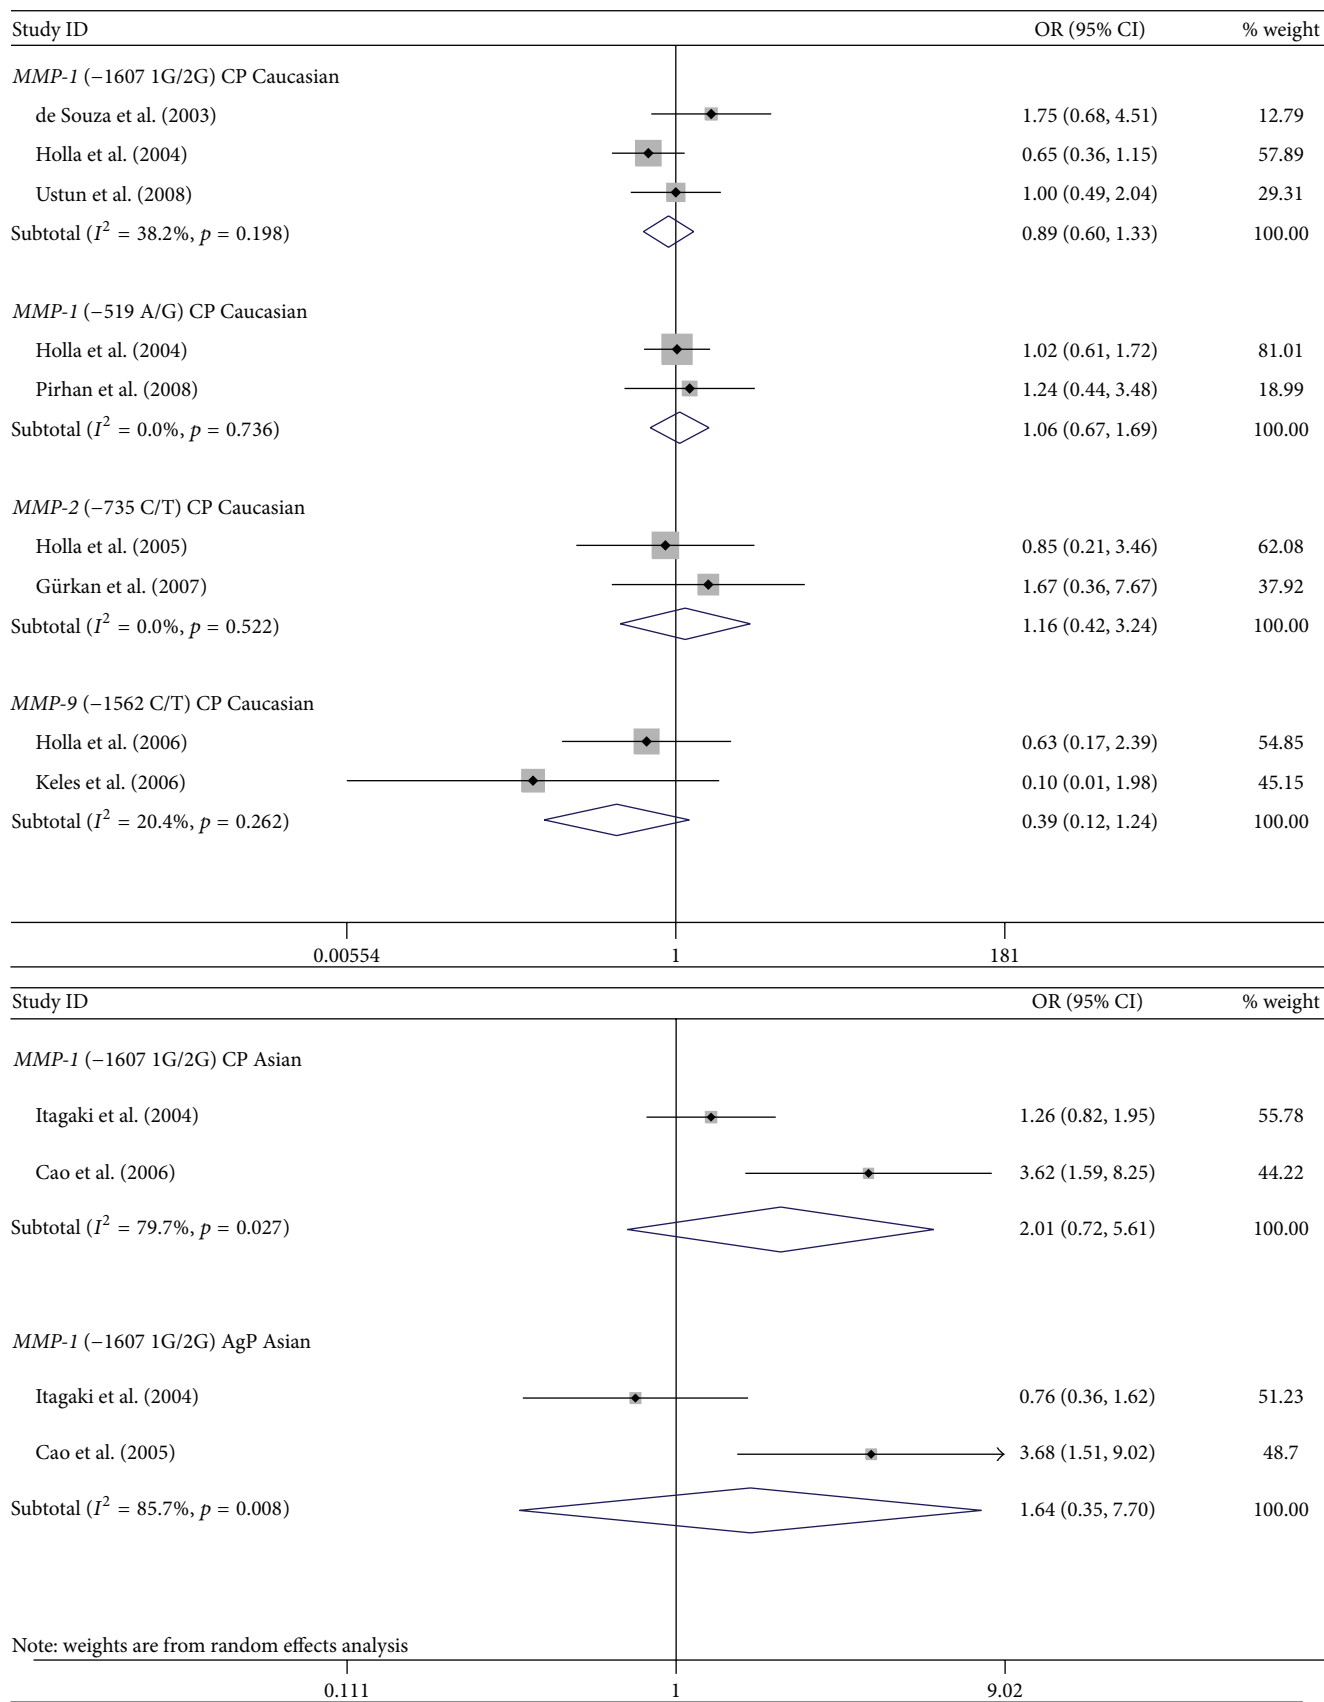 Study ID OR (95% CI) % weight
MMP-1 (−1607 1G/2G) CP Caucasian
de Souza et al. (2003) 1.75 (0.68, 4.51) 12.79
Holla et al. (2004) 0.65 (0.36, 1.15) 57.89
Ustun et al. (2008) 1.00 (0.49, 2.04) 29.31
Subtotal (I² = 38.2%, p = 0.198) 0.89 (0.60, 1.33) 100.00
MMP-1 (−519 A/G) CP Caucasian
Holla et al. (2004) 1.02 (0.61, 1.72) 81.01
Pirhan et al. (2008) 1.24 (0.44, 3.48) 18.99
Subtotal (I² = 0.0%, p = 0.736) 1.06 (0.67, 1.69) 100.00
MMP-2 (−735 C/T) CP Caucasian
Holla et al. (2005) 0.85 (0.21, 3.46) 62.08
Gürkan et al. (2007) 1.67 (0.36, 7.67) 37.92
Subtotal (I² = 0.0%, p = 0.522) 1.16 (0.42, 3.24) 100.00
MMP-9 (−1562 C/T) CP Caucasian
Holla et al. (2006) 0.63 (0.17, 2.39) 54.85
Keles et al. (2006) 0.10 (0.01, 1.98) 45.15
Subtotal (I² = 20.4%, p = 0.262) 0.39 (0.12, 1.24) 100.00
0.00554 1 181
Study ID OR (95% CI) % weight
MMP-1 (−1607 1G/2G) CP Asian
Itagaki et al. (2004) 1.26 (0.82, 1.95) 55.78
Cao et al. (2006) 3.62 (1.59, 8.25) 44.22
Subtotal (I² = 79.7%, p = 0.027) 2.01 (0.72, 5.61) 100.00
MMP-1 (−1607 1G/2G) AgP Asian
Itagaki et al. (2004) 0.76 (0.36, 1.62) 51.23
Cao et al. (2005) 3.68 (1.51, 9.02) 48.7
Subtotal (I² = 85.7%, p = 0.008) 1.64 (0.35, 7.70) 100.00
Note: weights are from random effects analysis
0.111 1 9.02